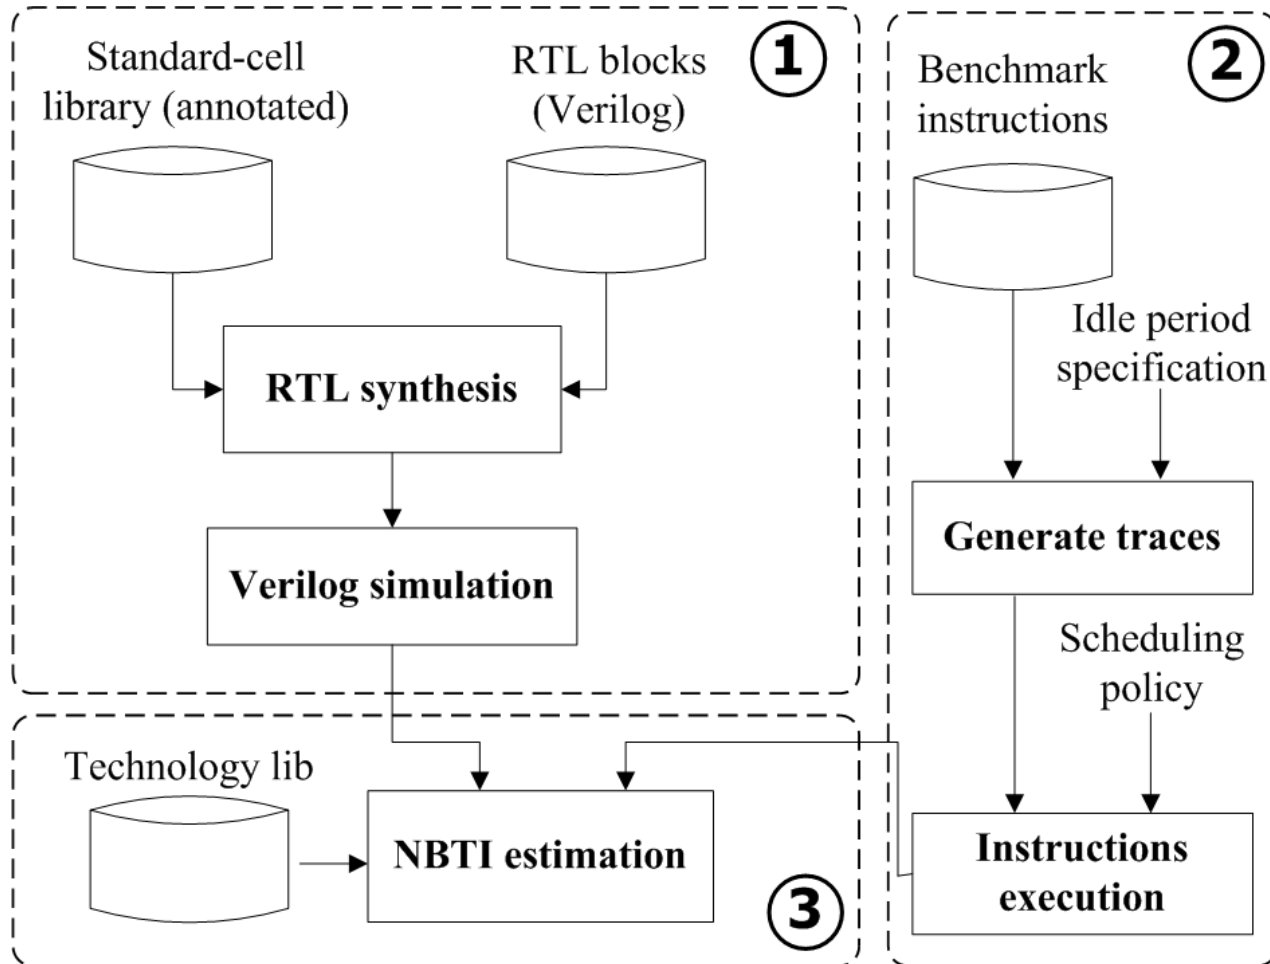 Standard-cell
library (annotated)
RTL blocks
(Verilog)
1
RTL synthesis
Verilog simulation
Benchmark
instructions
2
Idle period
specification
Generate traces
Scheduling
policy
Instructions
execution
Technology lib
NBTI estimation
3